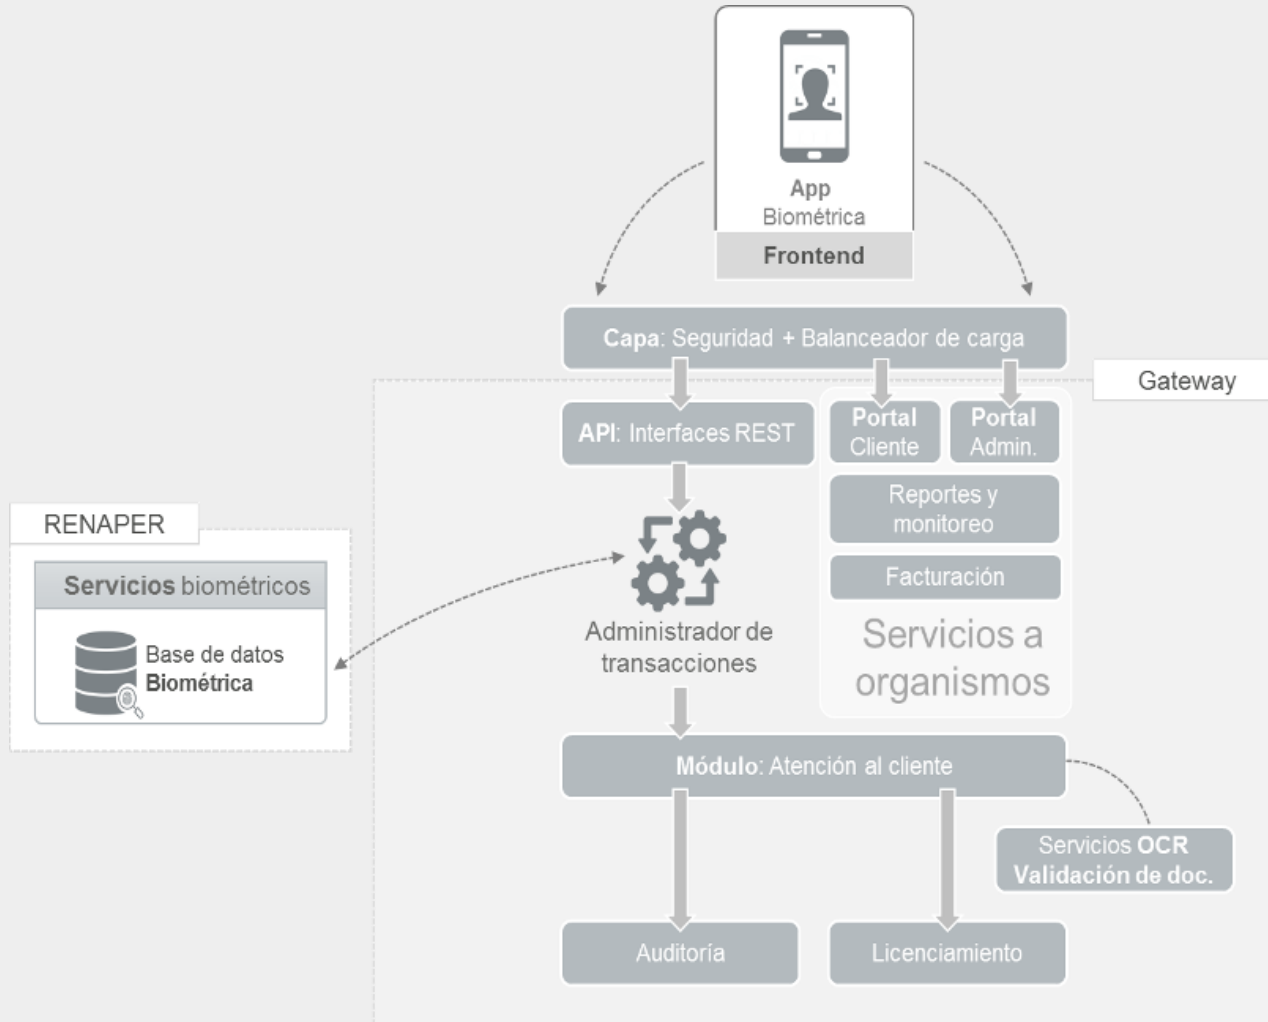 App
Biométrica
Frontend
Capa: Seguridad + Balanceador de carga
Gateway
API: Interfaces REST
Portal
Cliente
Portal
Admin.
Reportes y
monitoreo
Facturación
Servicios a
organismos
RENAPER
Servicios biométricos
Base de datos
Biométrica
Administrador de
transacciones
Módulo: Atención al cliente
Servicios OCR
Validación de doc.
Auditoría
Licenciamiento